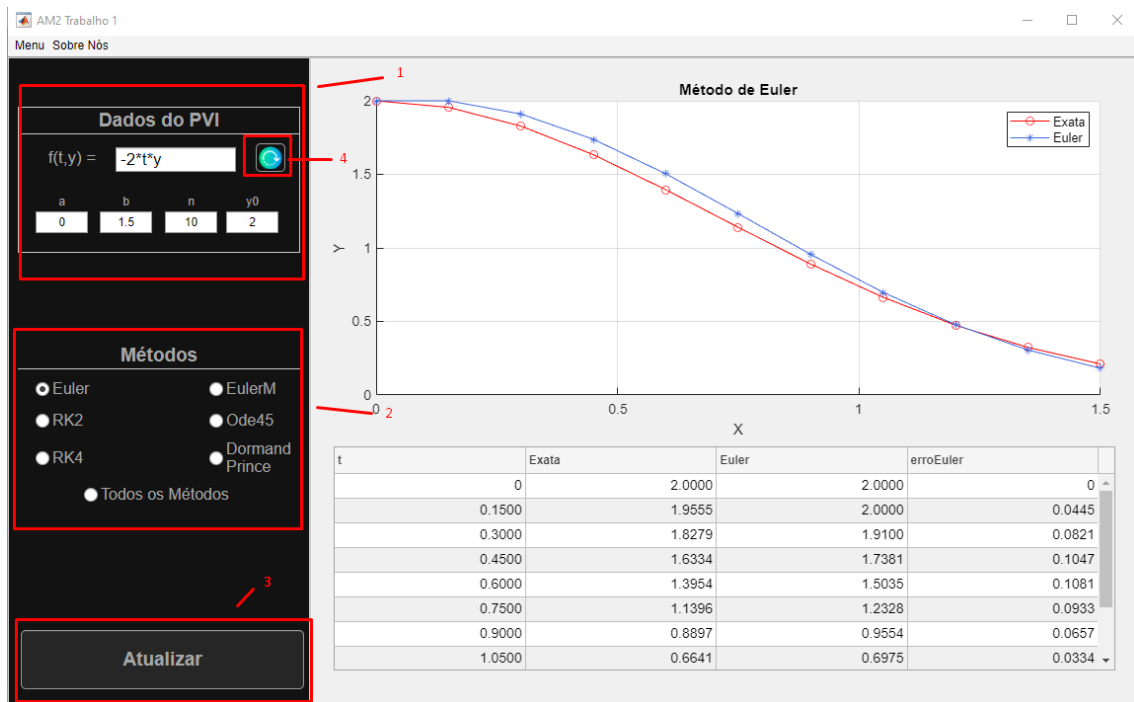 AM2 Trabalho 1
Menu Sobre Nós
1
Dados do PVI
f(t,y) = -2*t*y
4
a b n y0
0 1.5 10 2
Métodos
Euler EulerM
RK2 Ode45
RK4 Dormand Prince
Todos os Métodos
2
3
Atualizar
Método de Euler
Exata
Euler
2
1.5
1
0.5
0
Y
0 0.5 1 1.5
X
t Exata Euler erroEuler
0 2.0000 2.0000 0
0.1500 1.9555 2.0000 0.0445
0.3000 1.8279 1.9100 0.0821
0.4500 1.6334 1.7381 0.1047
0.6000 1.3954 1.5035 0.1081
0.7500 1.1396 1.2328 0.0933
0.9000 0.8897 0.9554 0.0657
1.0500 0.6641 0.6975 0.0334